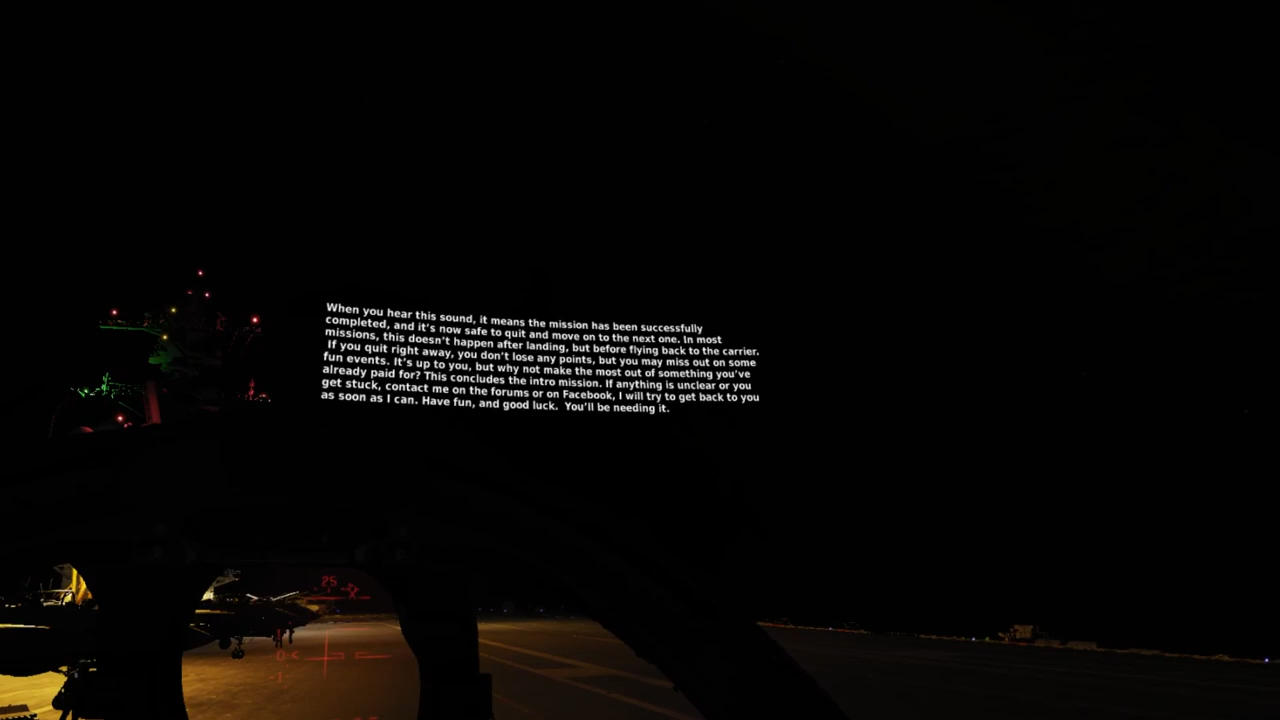 When you hear this sound, it means the mission has been successfully
completed, and it's now safe to quit and move on to the next one. In most
missions, this doesn't happen after landing, but before flying back to the carrier.
If you quit right away, you don't lose any points, but you may miss out on some
fun events. It's up to you, but why not make the most out of something you've
already paid for? This concludes the intro mission. If anything is unclear or you
get stuck, contact me on the forums or on Facebook, I will try to get back to you
as soon as I can. Have fun, and good luck. You'll be needing it.
25
0<
-1